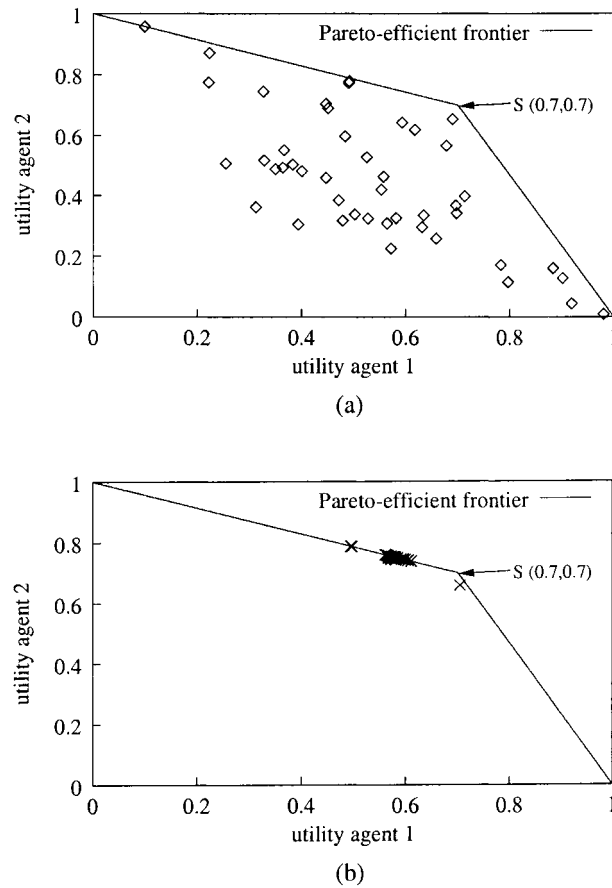 1
Pareto-efficient frontier
0.8
S (0.7,0.7)
0.6
utility agent 2
0.4
0.2
0
0 0.2 0.4 0.6 0.8 1
utility agent 1
(a)
1
Pareto-efficient frontier
0.8
S (0.7,0.7)
0.6
utility agent 2
0.4
0.2
0
0 0.2 0.4 0.6 0.8 1
utility agent 1
(b)